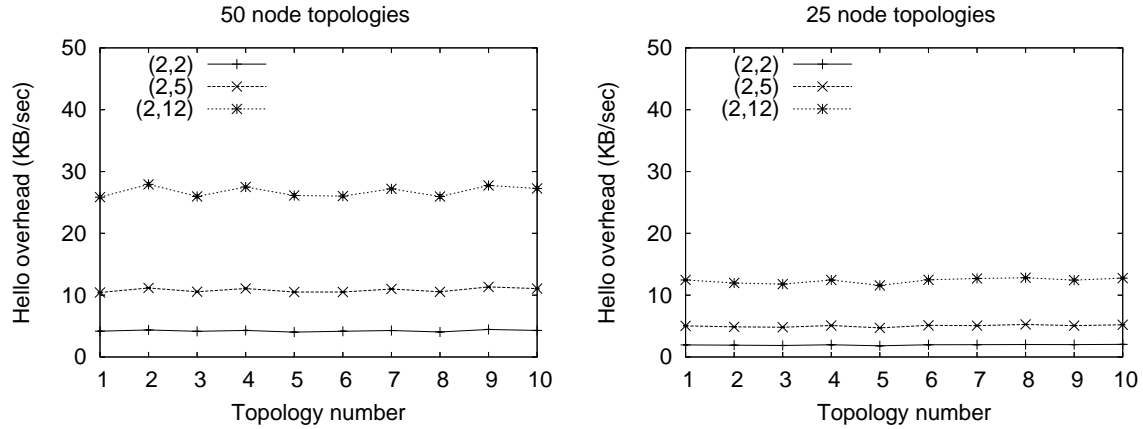 50 node topologies
50
40
30
20
10
0
(2,2)
(2,5)
(2,12)
Hello overhead (KB/sec)
1 2 3 4 5 6 7 8 9 10
Topology number
25 node topologies
50
40
30
20
10
0
(2,2)
(2,5)
(2,12)
Hello overhead (KB/sec)
1 2 3 4 5 6 7 8 9 10
Topology number